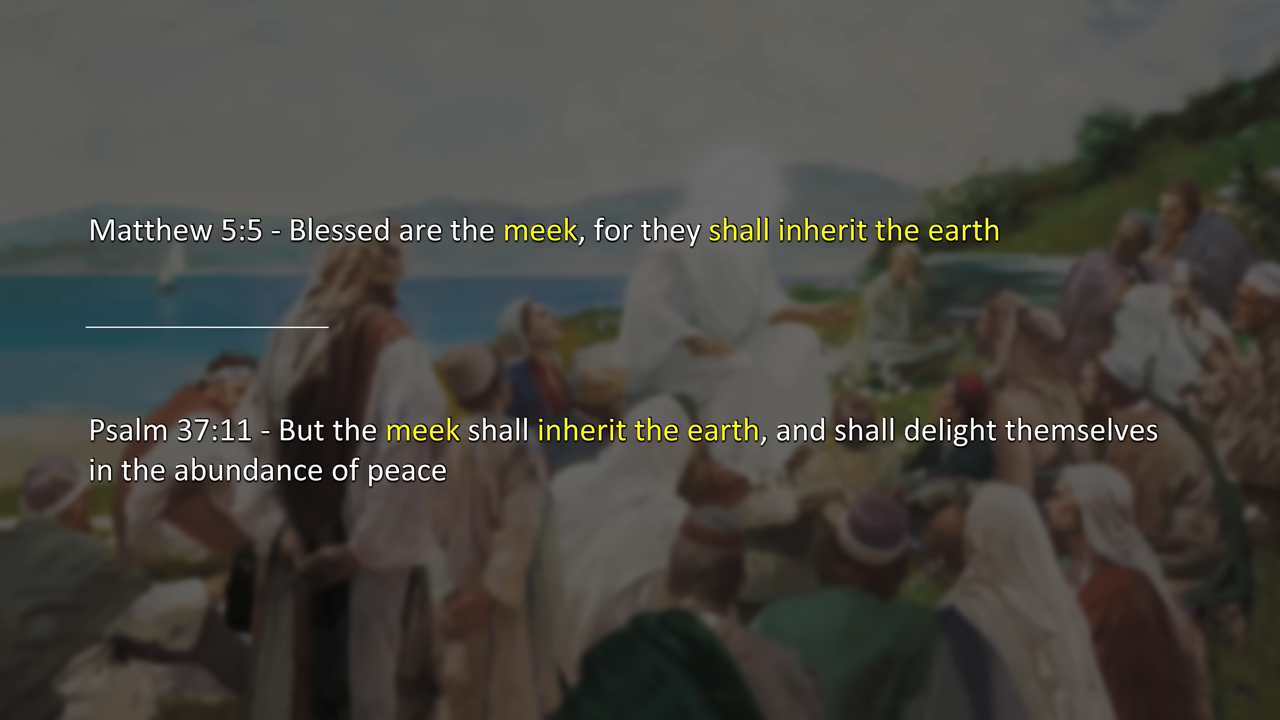 Matthew 5:5 - Blessed are the meek, for they shall inherit the earth
Psalm 37:11 - But the meek shall inherit the earth, and shall delight themselves
in the abundance of peace